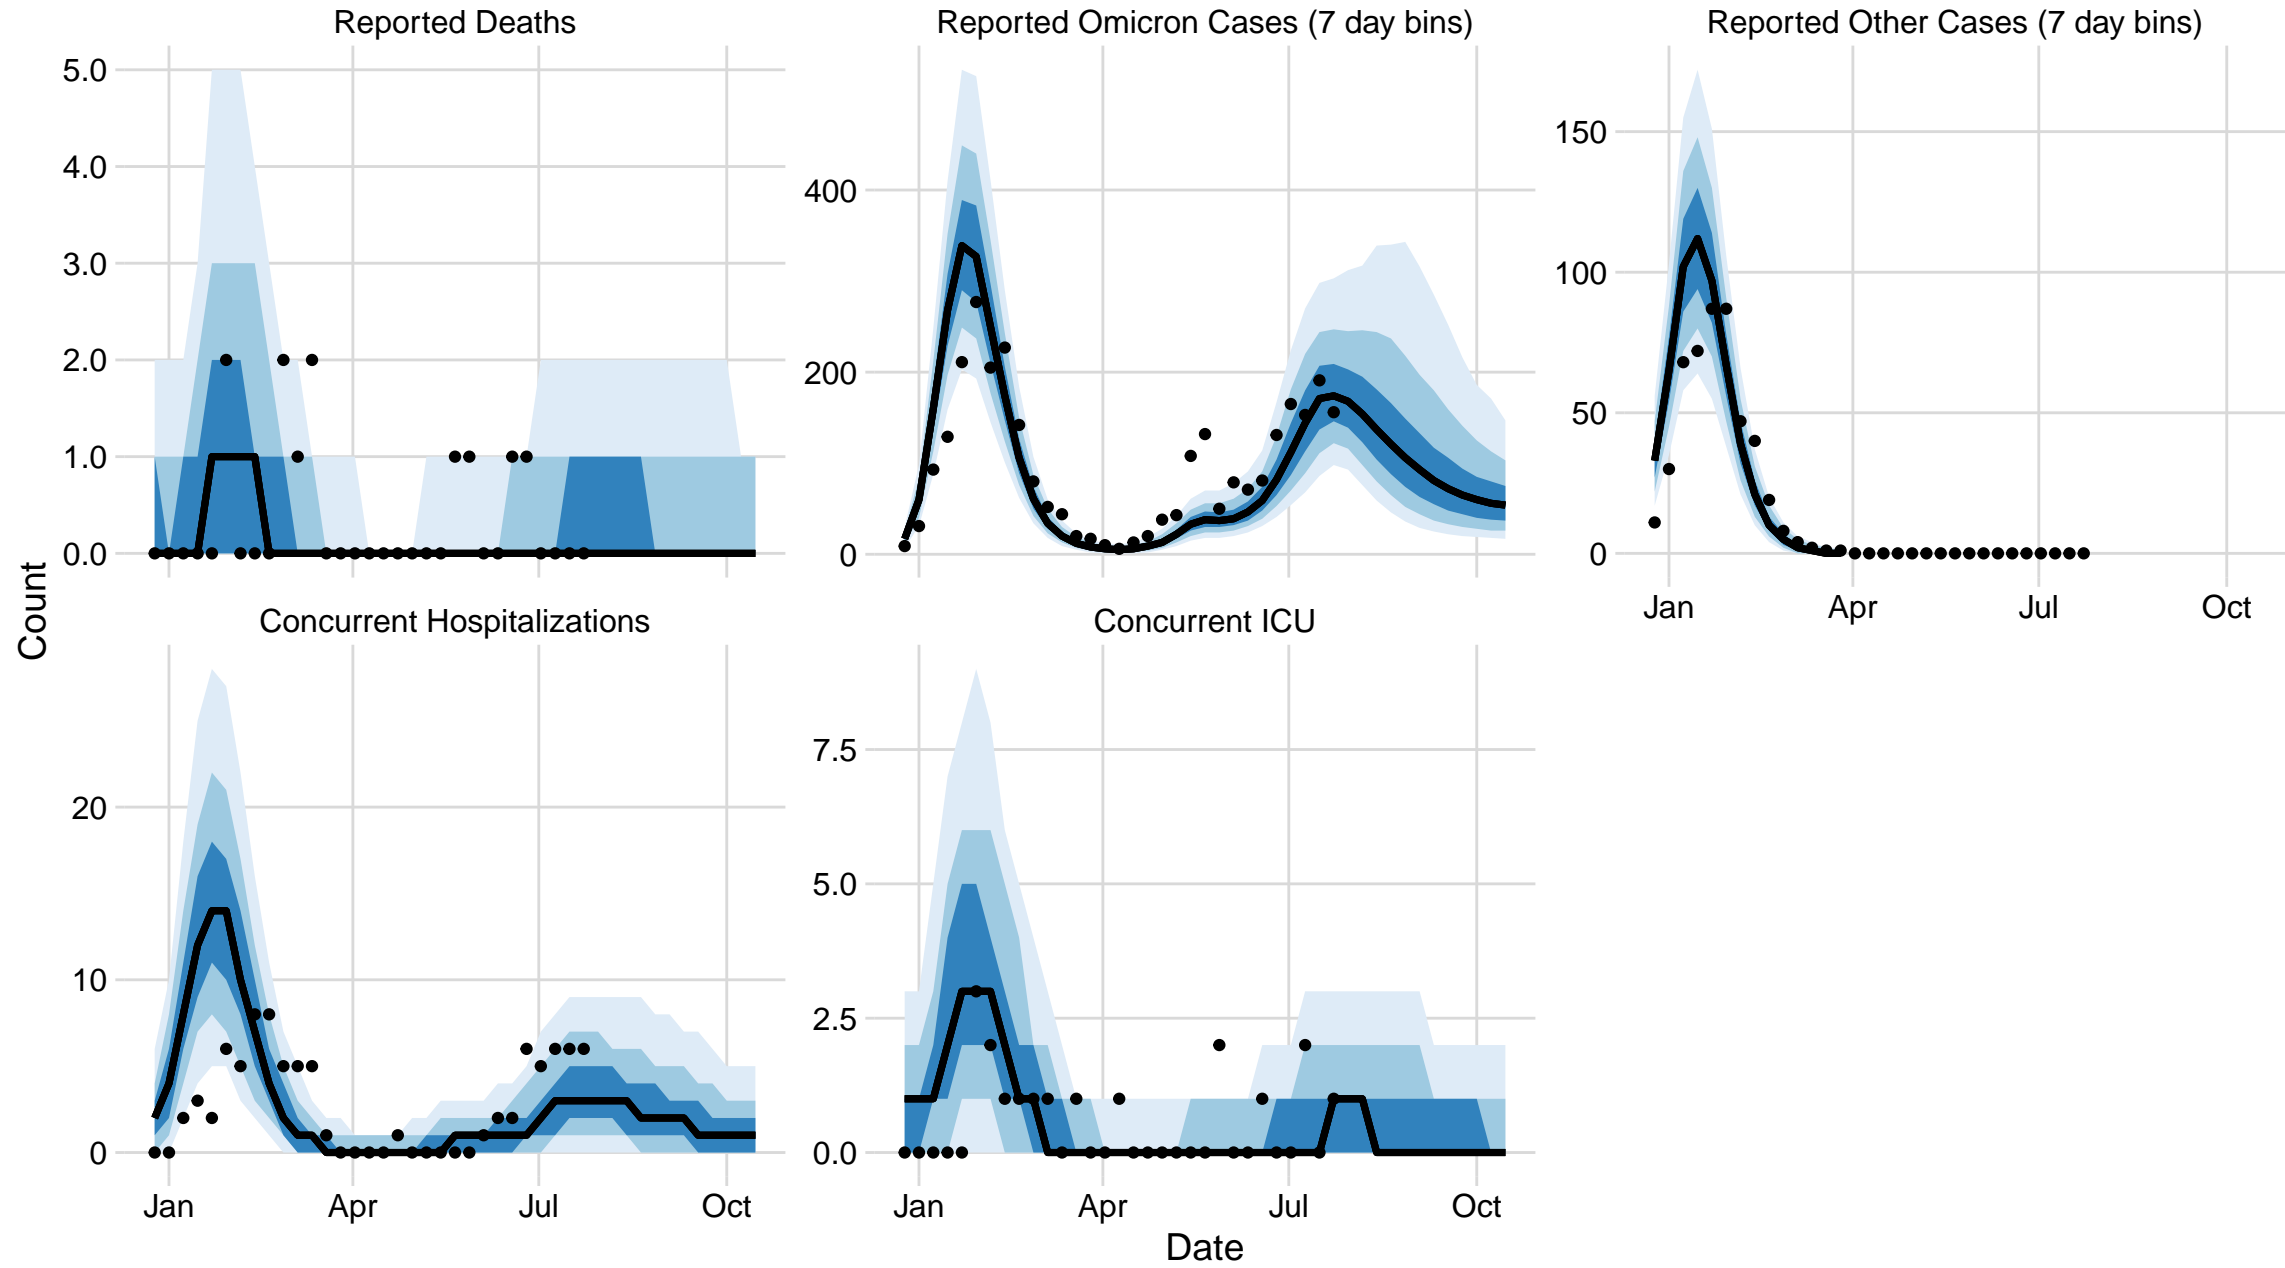 Reported Deaths
Reported Omicron Cases (7 day bins)
Reported Other Cases (7 day bins)
5.0
4.0
3.0
2.0
1.0
0.0
400
200
0
150
100
50
0
Jan Apr Jul Oct
Count
Concurrent Hospitalizations
Concurrent ICU
20
10
0
7.5
5.0
2.5
0.0
Jan Apr Jul Oct
Jan Apr Jul Oct
Date